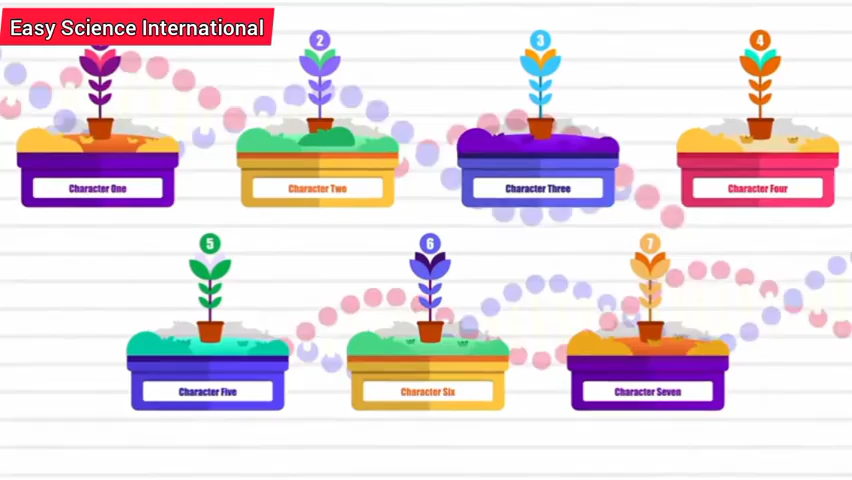 Easy Science International
2
3
4
Character One
Character Two
Character Three
Character Four
5
6
7
Character Five
Character Six
Character Seven